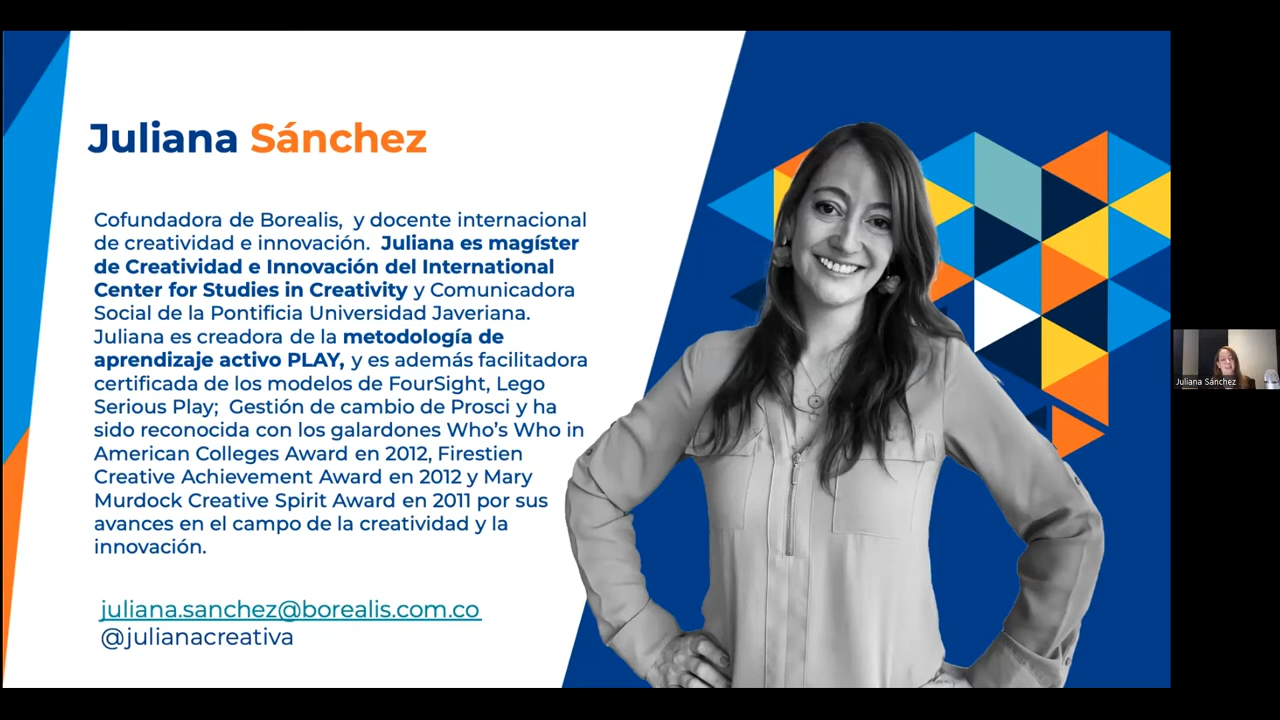 Juliana Sánchez
Cofundadora de Borealis, y docente internacional
de creatividad e innovación. Juliana es magíster
de Creatividad e Innovación del International
Center for Studies in Creativity y Comunicadora
Social de la Pontificia Universidad Javeriana.
Juliana es creadora de la metodología de
aprendizaje activo PLAY, y es además facilitadora
certificada de los modelos de FourSight, Lego
Serious Play; Gestión de cambio de Prosci y ha
sido reconocida con los galardones Who's Who in
American Colleges Award en 2012, Firestien
Creative Achievement Award en 2012 y Mary
Murdock Creative Spirit Award en 2011 por sus
avances en el campo de la creatividad y la
innovación.
juliana.sanchez@borealis.com.co
@julianacreativa
Juliana Sánchez